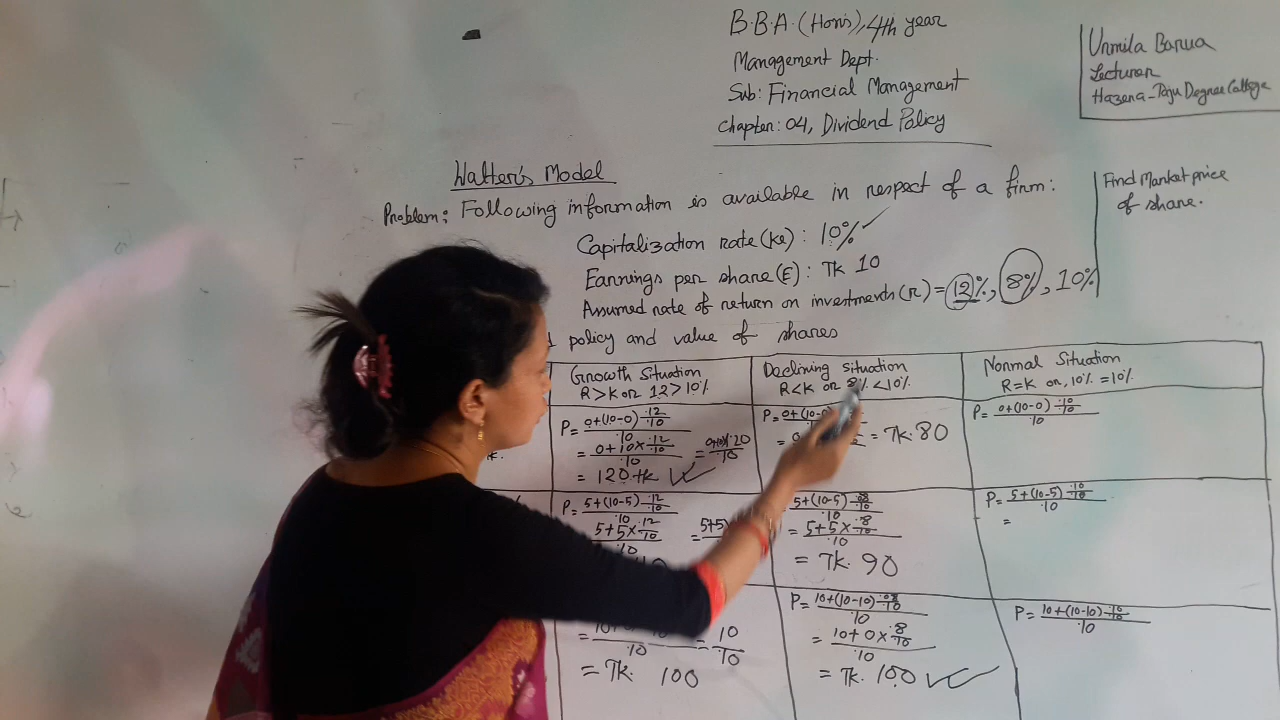 B.B.A. (Hon's), 4th year
Management Dept.
Sub: Financial Management
Chapter: 04, Dividend Policy
Urmila Barua
Lecturer
Hazera-Taju Degree College
Walter's Model
Problem: Following information is available in respect of a firm:
Capitalization rate (ke): 10% ✓
Earnings per share (E): Tk 10
Assumed rate of return on investments (r) = 12%, 8%, 10%
Find Market price
of share.
policy and value of shares
Growth Situation
R>K or 12>10%
Declining situation
R<K or 8%<10%
Normal Situation
R=K or, 10% = 10%
P = 0+(10-0) .12/.10
.10
= 0+10×.12/.10
.10
= 120 tk ✓
.10
P = 0+(10-0
= Tk. 80
P = 0+(10-0) .10/.10
.10
P = 5+(10-5) .12/.10
.10
5+5×.12/.10
.10
= 5+5
5+(10-5) .08/.10
.10
= 5+5×.8/.10
.10
= Tk. 90
P = 5+(10-5) .10/.10
.10
=
= 10
.10
= Tk. 100
P = 10+(10-10) .08/.10
.10
= 10+0×.8/.10
.10
= Tk. 100 ✓
P = 10+(10-10) .10/.10
.10